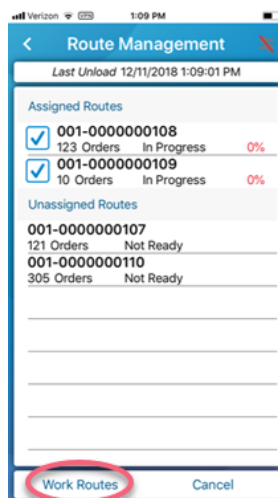 Verizon VPN 1:09 PM
Route Management
Last Unload 12/11/2018 1:09:01 PM
Assigned Routes
001-0000000108
123 Orders In Progress 0%
001-0000000109
10 Orders In Progress 0%
Unassigned Routes
001-0000000107
121 Orders Not Ready
001-0000000110
305 Orders Not Ready
Work Routes Cancel